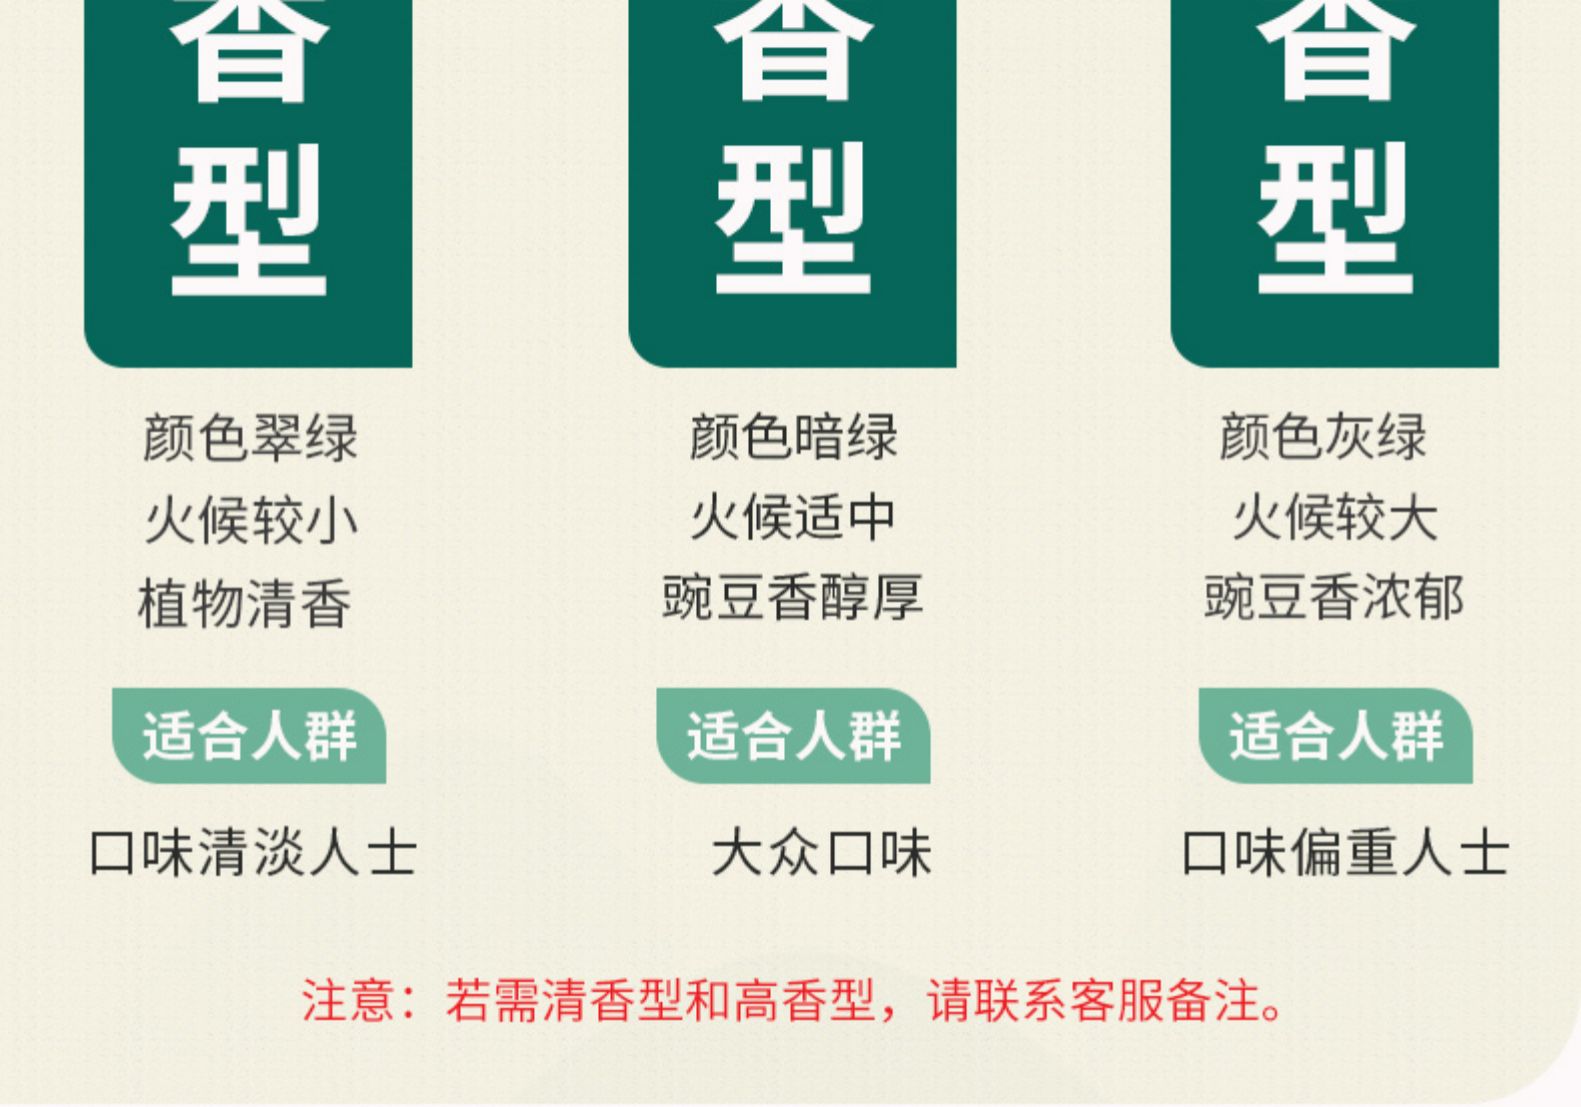 香型
香型
香型
颜色翠绿
火候较小
植物清香
颜色暗绿
火候适中
豌豆香醇厚
颜色灰绿
火候较大
豌豆香浓郁
适合人群
口味清淡人士
适合人群
大众口味
适合人群
口味偏重人士
注意：若需清香型和高香型，请联系客服备注。